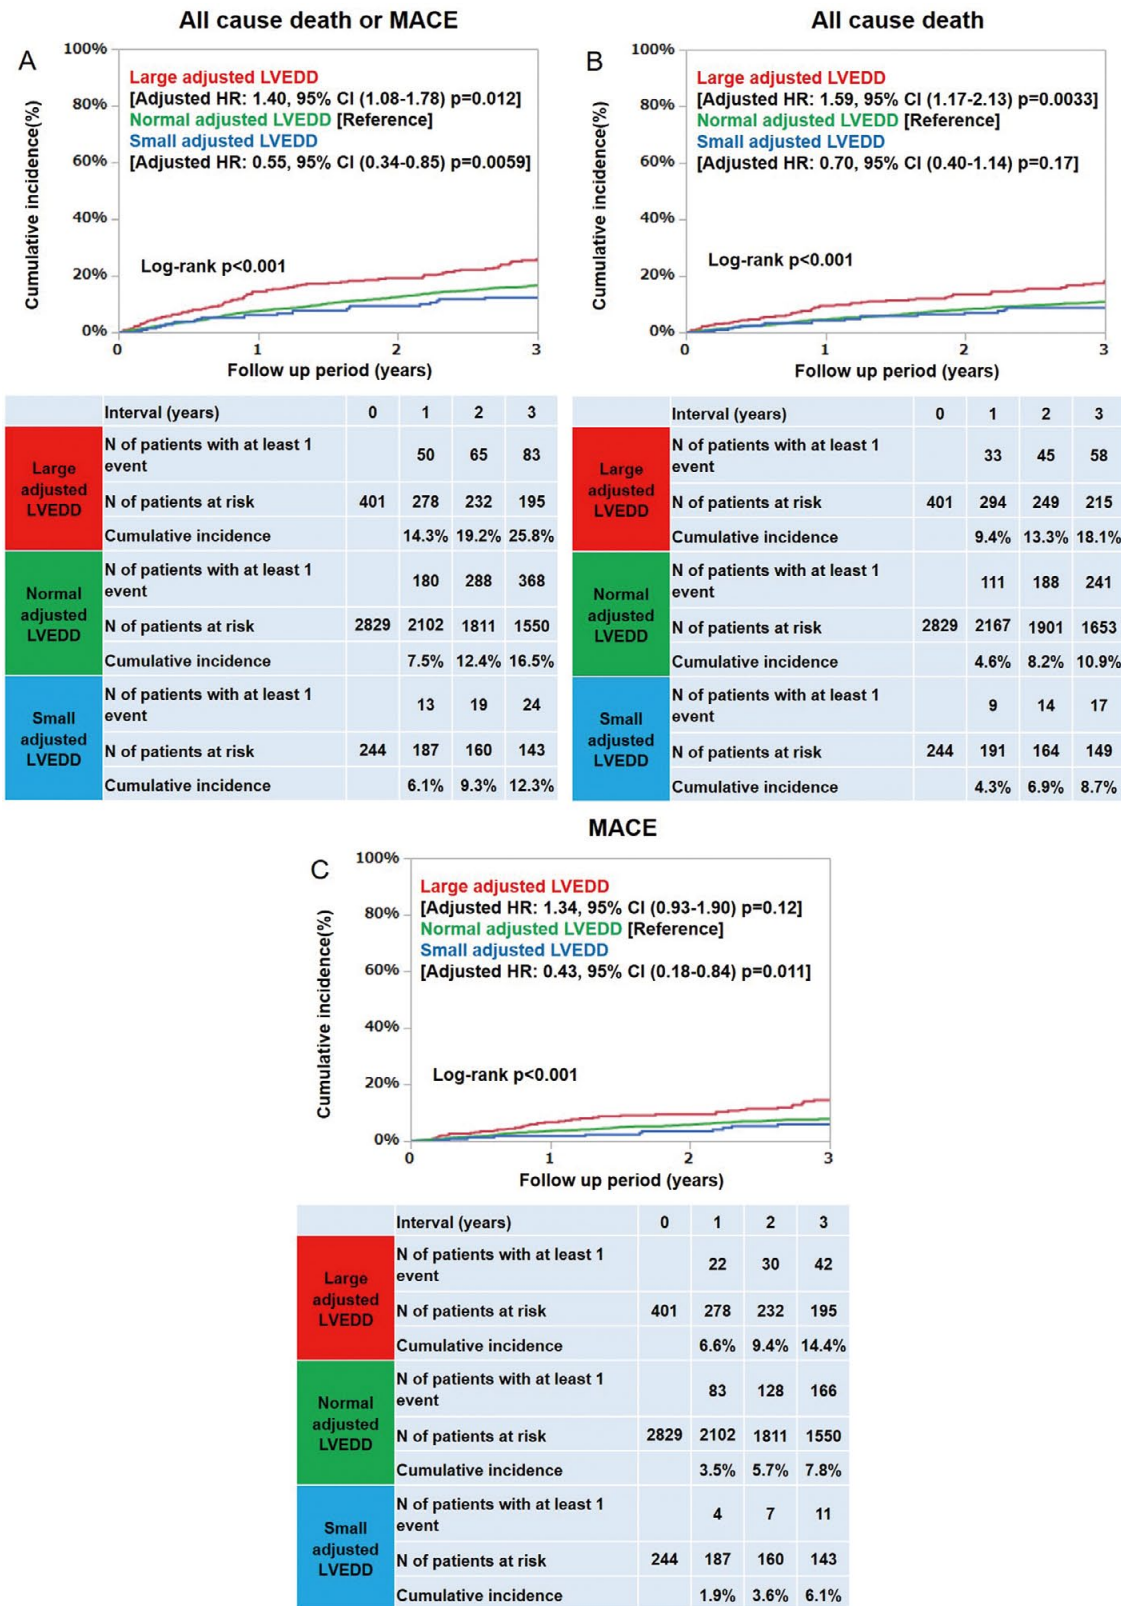 All cause death or MACE
A
100%
80%
60%
40%
20%
0%
Cumulative incidence(%)
Large adjusted LVEDD
[Adjusted HR: 1.40, 95% CI (1.08-1.78) p=0.012]
Normal adjusted LVEDD [Reference]
Small adjusted LVEDD
[Adjusted HR: 0.55, 95% CI (0.34-0.85) p=0.0059]
Log-rank p<0.001
0 1 2 3
Follow up period (years)
Interval (years) 0 1 2 3
Large adjusted LVEDD
N of patients with at least 1 event 50 65 83
N of patients at risk 401 278 232 195
Cumulative incidence 14.3% 19.2% 25.8%
Normal adjusted LVEDD
N of patients with at least 1 event 180 288 368
N of patients at risk 2829 2102 1811 1550
Cumulative incidence 7.5% 12.4% 16.5%
Small adjusted LVEDD
N of patients with at least 1 event 13 19 24
N of patients at risk 244 187 160 143
Cumulative incidence 6.1% 9.3% 12.3%
All cause death
B
100%
80%
60%
40%
20%
0%
Cumulative incidence(%)
Large adjusted LVEDD
[Adjusted HR: 1.59, 95% CI (1.17-2.13) p=0.0033]
Normal adjusted LVEDD [Reference]
Small adjusted LVEDD
[Adjusted HR: 0.70, 95% CI (0.40-1.14) p=0.17]
Log-rank p<0.001
0 1 2 3
Follow up period (years)
Interval (years) 0 1 2 3
Large adjusted LVEDD
N of patients with at least 1 event 33 45 58
N of patients at risk 401 294 249 215
Cumulative incidence 9.4% 13.3% 18.1%
Normal adjusted LVEDD
N of patients with at least 1 event 111 188 241
N of patients at risk 2829 2167 1901 1653
Cumulative incidence 4.6% 8.2% 10.9%
Small adjusted LVEDD
N of patients with at least 1 event 9 14 17
N of patients at risk 244 191 164 149
Cumulative incidence 4.3% 6.9% 8.7%
MACE
C
100%
80%
60%
40%
20%
0%
Cumulative incidence(%)
Large adjusted LVEDD
[Adjusted HR: 1.34, 95% CI (0.93-1.90) p=0.12]
Normal adjusted LVEDD [Reference]
Small adjusted LVEDD
[Adjusted HR: 0.43, 95% CI (0.18-0.84) p=0.011]
Log-rank p<0.001
0 1 2 3
Follow up period (years)
Interval (years) 0 1 2 3
Large adjusted LVEDD
N of patients with at least 1 event 22 30 42
N of patients at risk 401 278 232 195
Cumulative incidence 6.6% 9.4% 14.4%
Normal adjusted LVEDD
N of patients with at least 1 event 83 128 166
N of patients at risk 2829 2102 1811 1550
Cumulative incidence 3.5% 5.7% 7.8%
Small adjusted LVEDD
N of patients with at least 1 event 4 7 11
N of patients at risk 244 187 160 143
Cumulative incidence 1.9% 3.6% 6.1%